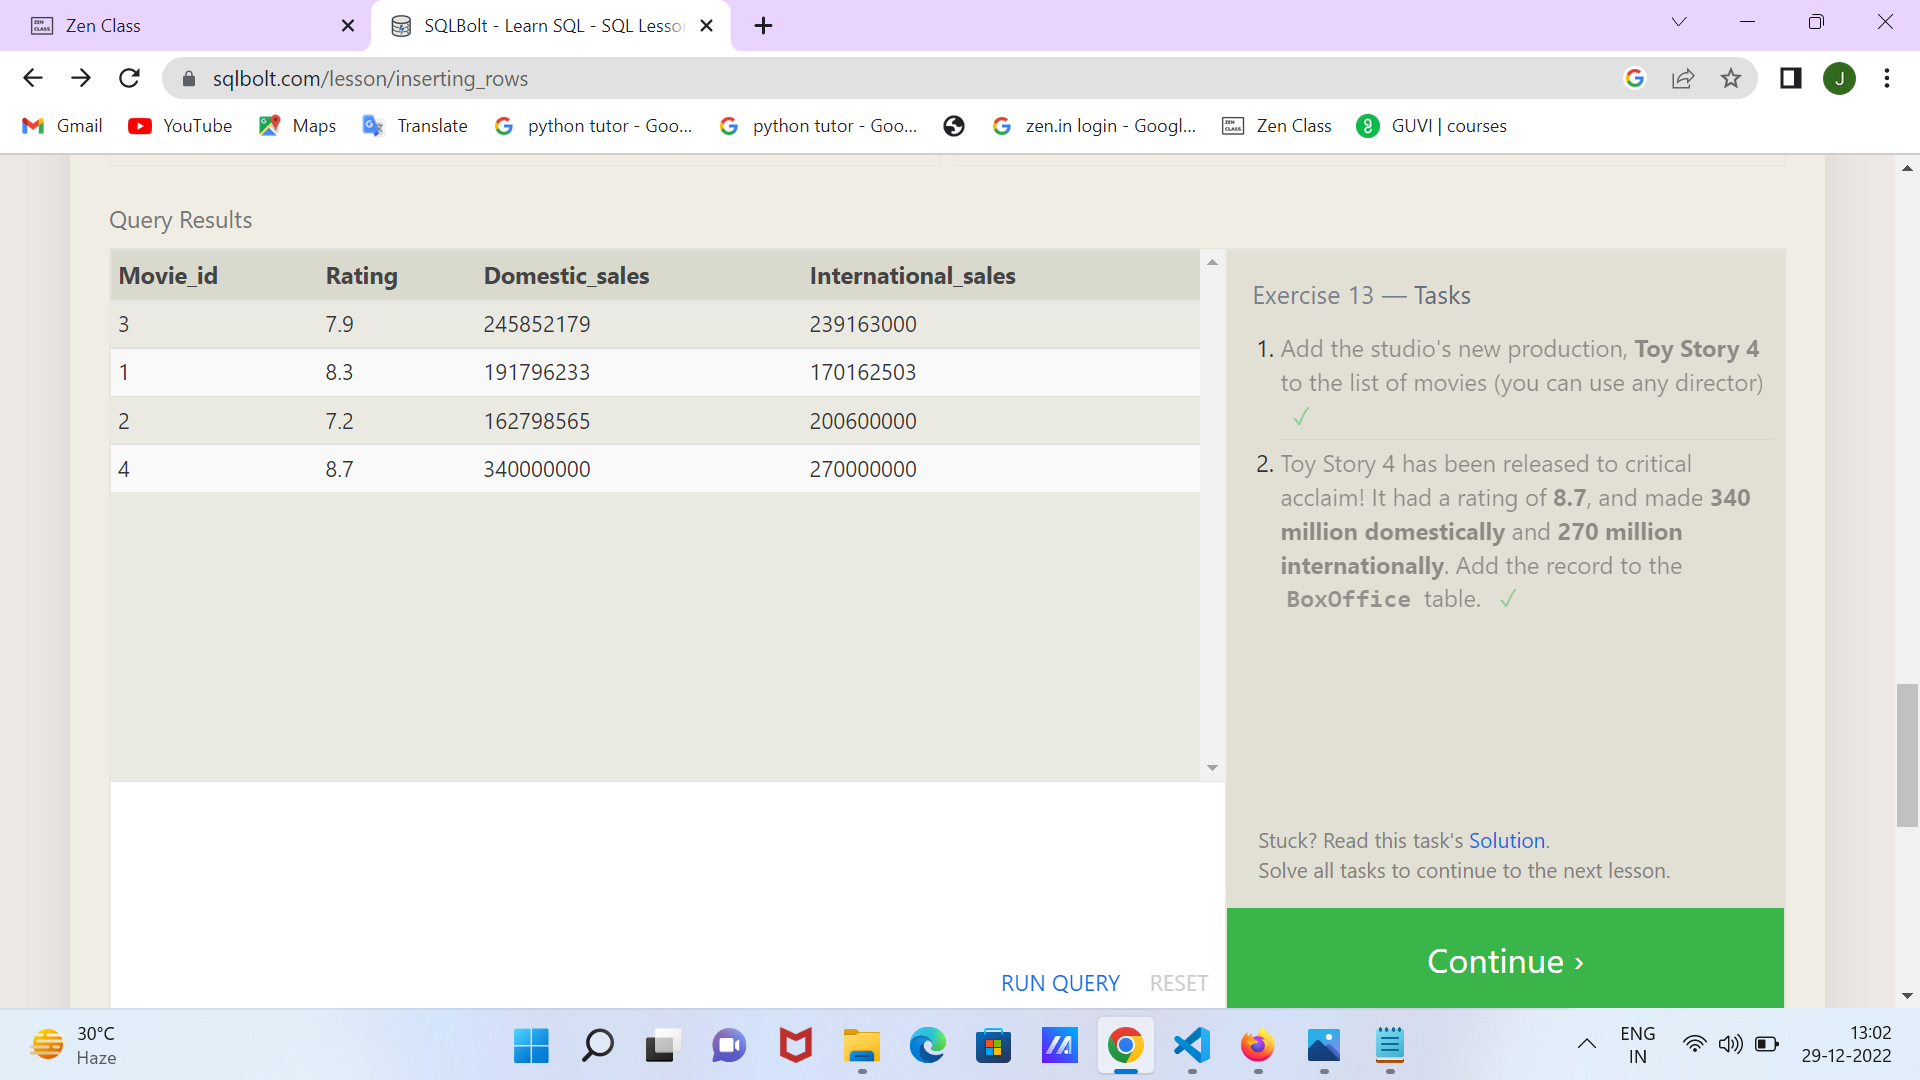 Zen Class
SQLBolt - Learn SQL - SQL Lesso
sqlbolt.com/lesson/inserting_rows
J
Gmail YouTube Maps Translate python tutor - Goo... python tutor - Goo... zen.in login - Googl... Zen Class GUVI | courses
Query Results
Movie_id Rating Domestic_sales International_sales
3 7.9 245852179 239163000
1 8.3 191796233 170162503
2 7.2 162798565 200600000
4 8.7 340000000 270000000
RUN QUERY RESET
Exercise 13 — Tasks
1. Add the studio's new production, Toy Story 4
to the list of movies (you can use any director)
✓
2. Toy Story 4 has been released to critical
acclaim! It had a rating of 8.7, and made 340
million domestically and 270 million
internationally. Add the record to the
BoxOffice table. ✓
Stuck? Read this task's Solution.
Solve all tasks to continue to the next lesson.
Continue ›
30°C
Haze
ENG
IN
13:02
29-12-2022